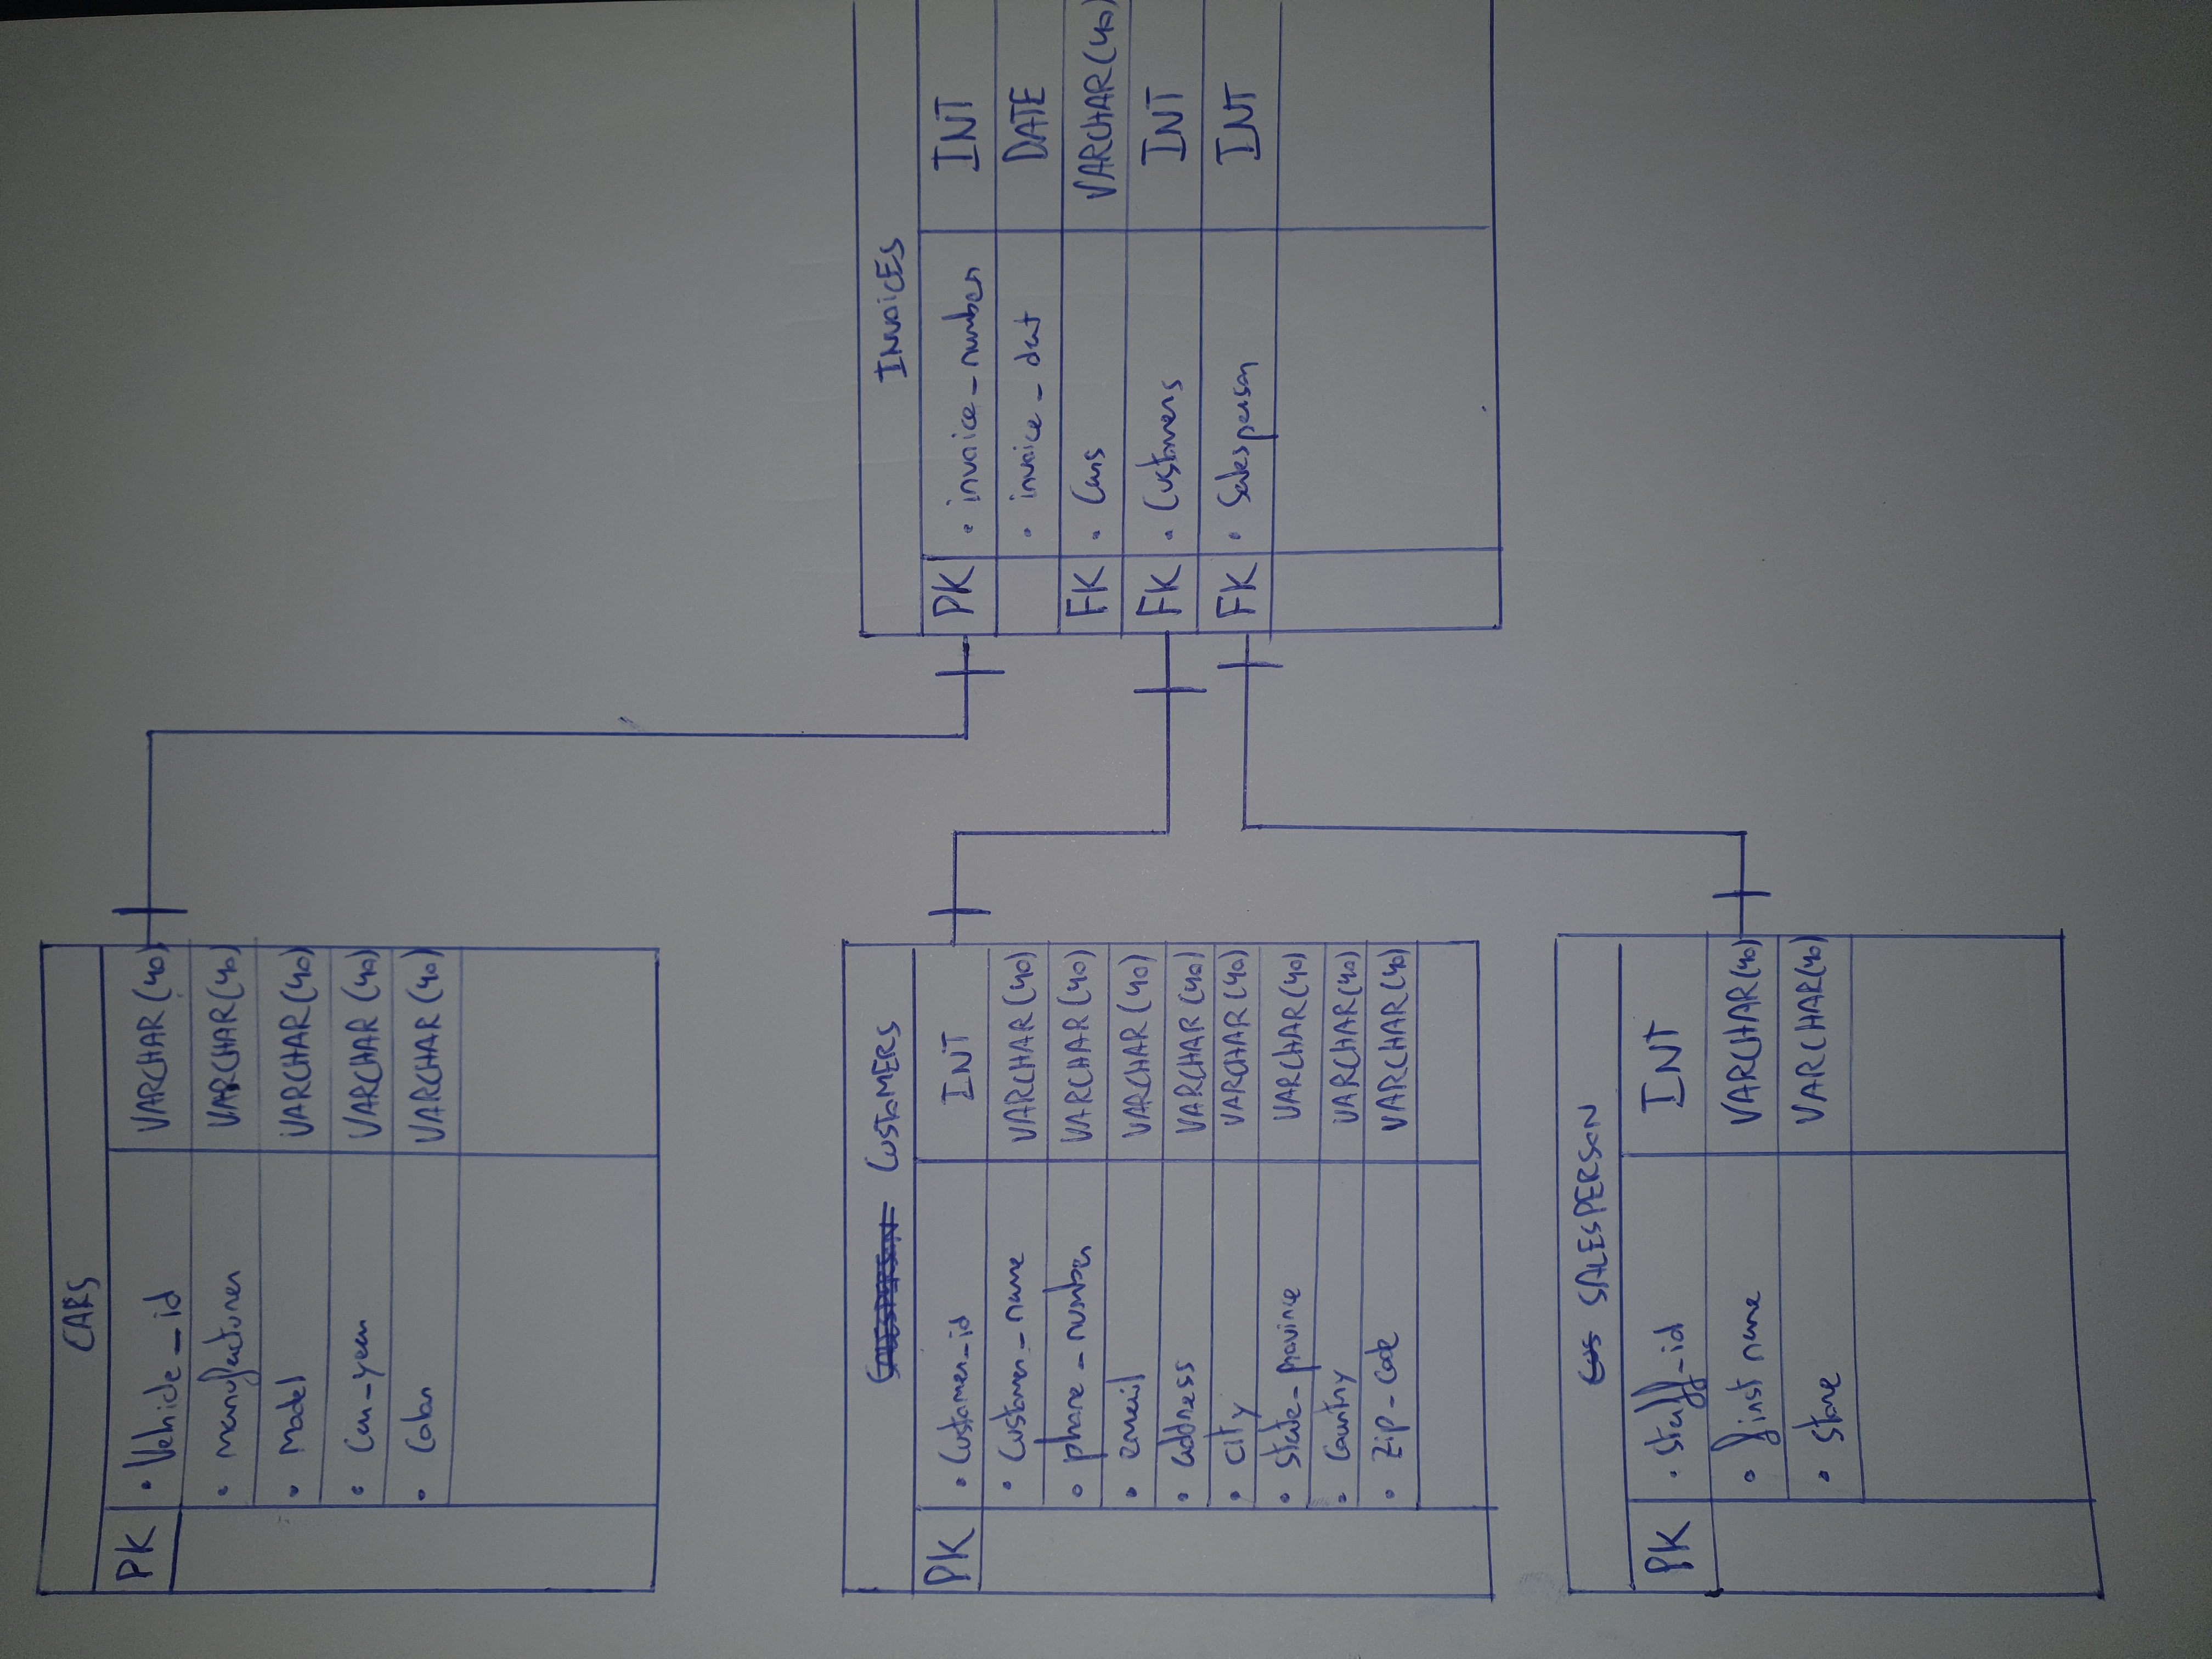 CARS
PK • Vehicle_id VARCHAR(40)
• manufacturer VARCHAR(40)
• Model VARCHAR(40)
• Car_year VARCHAR(40)
• Color VARCHAR(40)
SALESPERSON CUSTOMERS
PK • Customer_id INT
• Customer_name VARCHAR(40)
• phone_number VARCHAR(40)
• email VARCHAR(40)
• address VARCHAR(40)
• city VARCHAR(40)
• state_province VARCHAR(40)
• Country VARCHAR(40)
• Zip_code VARCHAR(40)
INVOICES
PK • invoice_number INT
• invoice_dat DATE
FK • Cars VARCHAR(40)
FK • Customers INT
FK • Salesperson INT
CUS SALESPERSON
PK • staff_id INT
• first name VARCHAR(40)
• store VARCHAR(40)